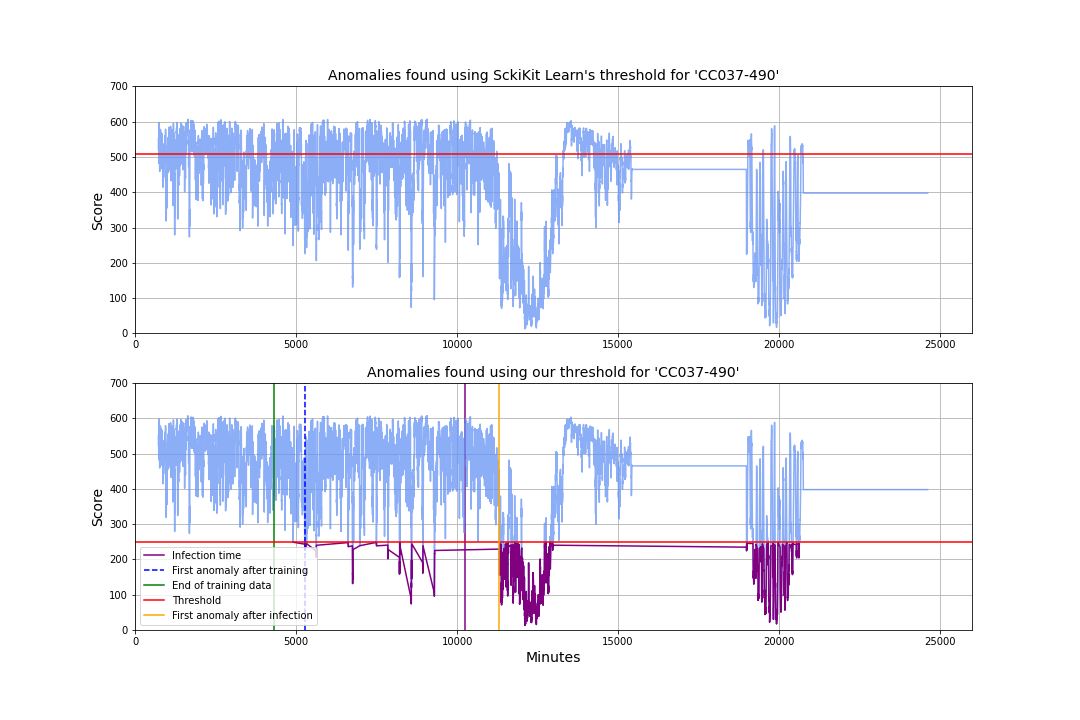 Anomalies found using SckiKit Learn's threshold for 'CC037-490'
700
600
500
400
300
200
100
0
Score
0 5000 10000 15000 20000 25000
Anomalies found using our threshold for 'CC037-490'
700
600
500
400
300
200
100
0
Score
Infection time
First anomaly after training
End of training data
Threshold
First anomaly after infection
0 5000 10000 15000 20000 25000
Minutes